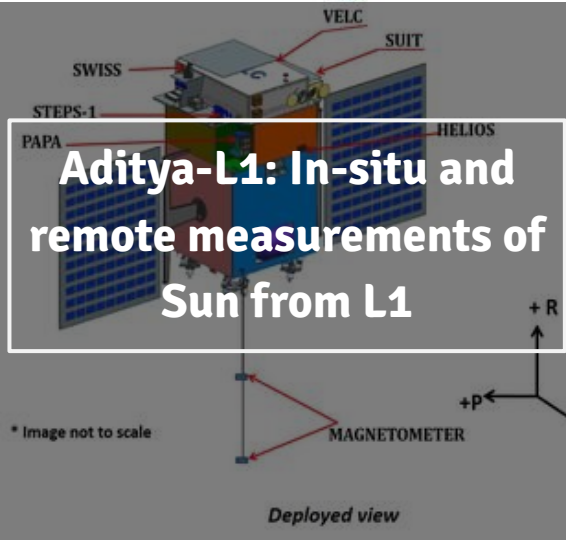 VELC
SUIT
SWISS
STEPS-1
PAPA
HELIOS
Aditya-L1: In-situ and
remote measurements of
Sun from L1
+ R
+P
* Image not to scale
MAGNETOMETER
Deployed view